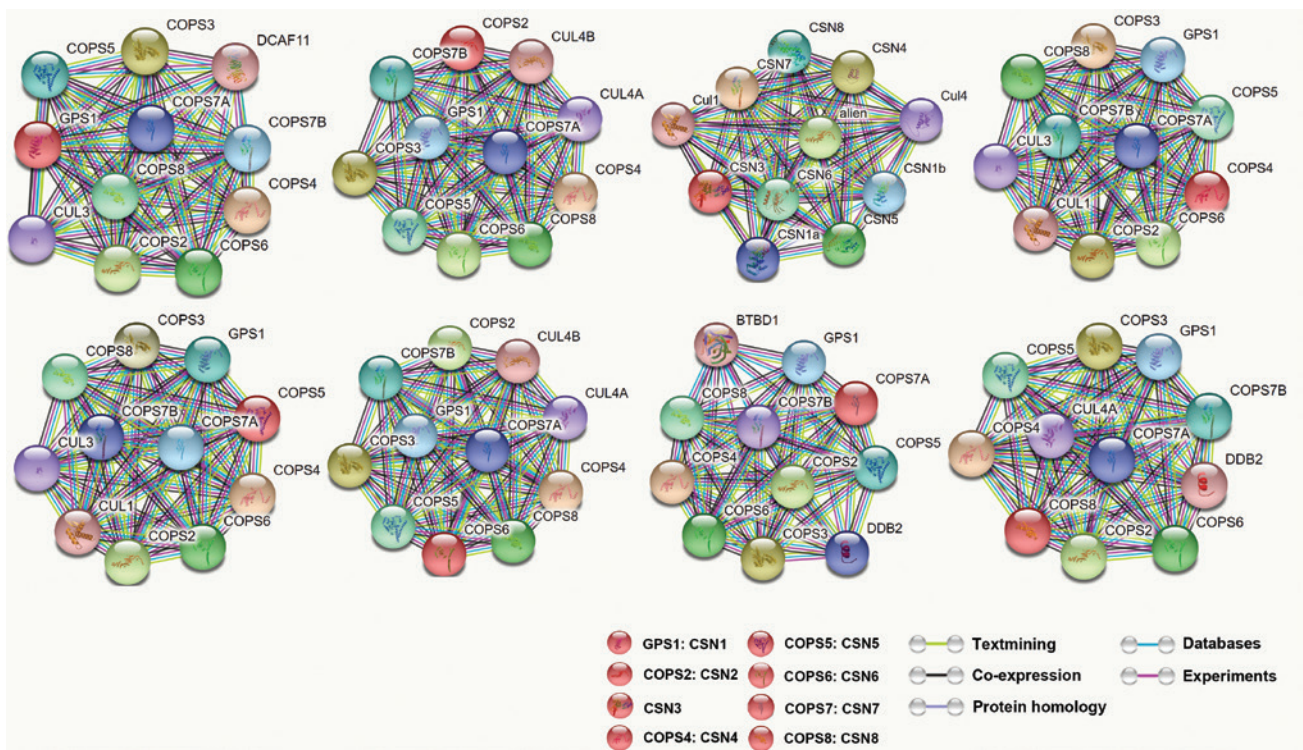 COPS3
COPS5
DCAF11
COPS7A
GPS1
COPS7B
COPS8
COPS4
CUL3
COPS2
COPS6
COPS2
COPS7B
CUL4B
CUL4A
GPS1
COPS7A
COPS3
COPS4
COPS5
COPS8
COPS6
CSN8
CSN4
CSN7
Cul1
Cul4
alien
CSN3
CSN6
CSN1b
CSN5
CSN1a
COPS3
COPS8
GPS1
COPS5
COPS7B
COPS7A
CUL3
COPS4
CUL1
COPS6
COPS2
COPS3
COPS8
GPS1
COPS5
COPS7B
COPS7A
CUL3
COPS4
CUL1
COPS6
COPS2
COPS2
COPS7B
CUL4B
CUL4A
GPS1
COPS7A
COPS3
COPS4
COPS5
COPS8
COPS6
BTBD1
GPS1
COPS7A
COPS8
COPS7B
COPS5
COPS4
COPS2
COPS6
COPS3
DDB2
COPS3
GPS1
COPS5
COPS7B
CUL4A
COPS4
COPS7A
DDB2
COPS8
COPS6
COPS2
GPS1: CSN1
COPS5: CSN5
Textmining
Databases
COPS2: CSN2
COPS6: CSN6
Co-expression
Experiments
CSN3
COPS7: CSN7
Protein homology
COPS4: CSN4
COPS8: CSN8